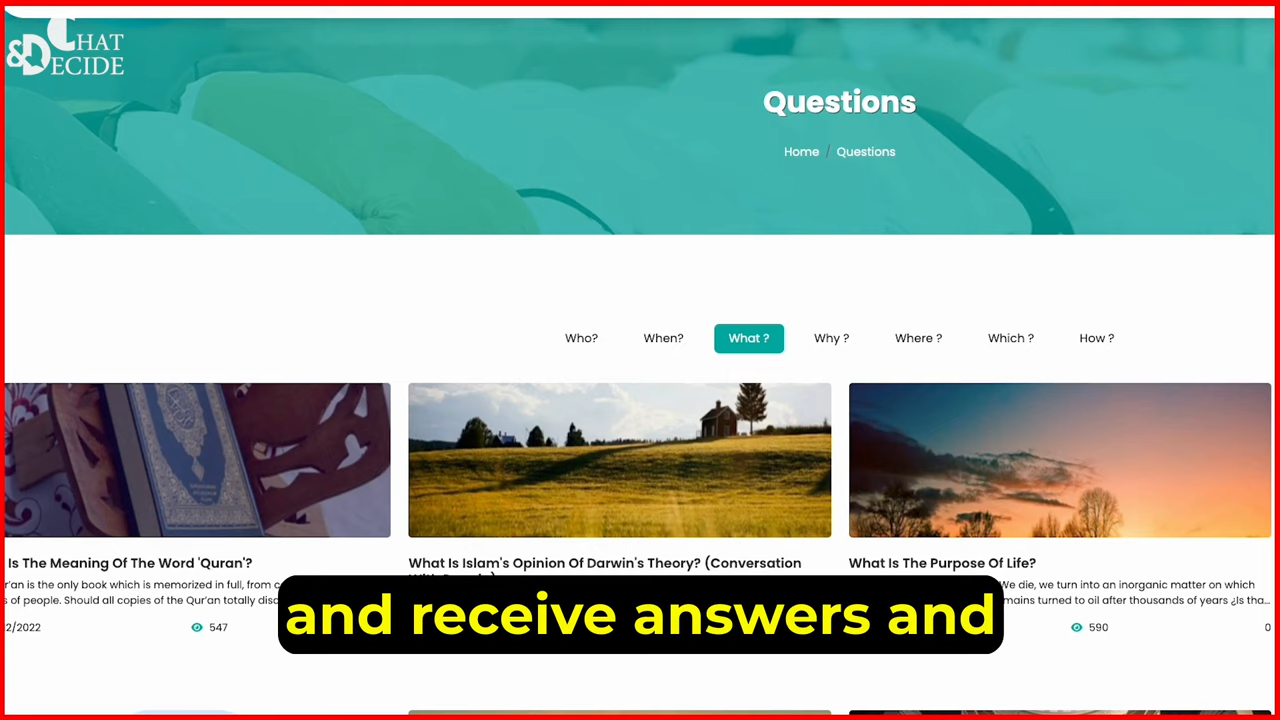 CHAT
&DECIDE
Questions
Home / Questions
Who? When? What ? Why ? Where ? Which ? How ?
Is The Meaning Of The Word 'Quran'?
r'an is the only book which is memorized in full, from c
s of people. Should all copies of the Qur'an totally disa
2/2022 547
What Is Islam's Opinion Of Darwin's Theory? (Conversation
What Is The Purpose Of Life?
We die, we turn into an inorganic matter on which
mains turned to oil after thousands of years ¿Is tha...
590 0
and receive answers and